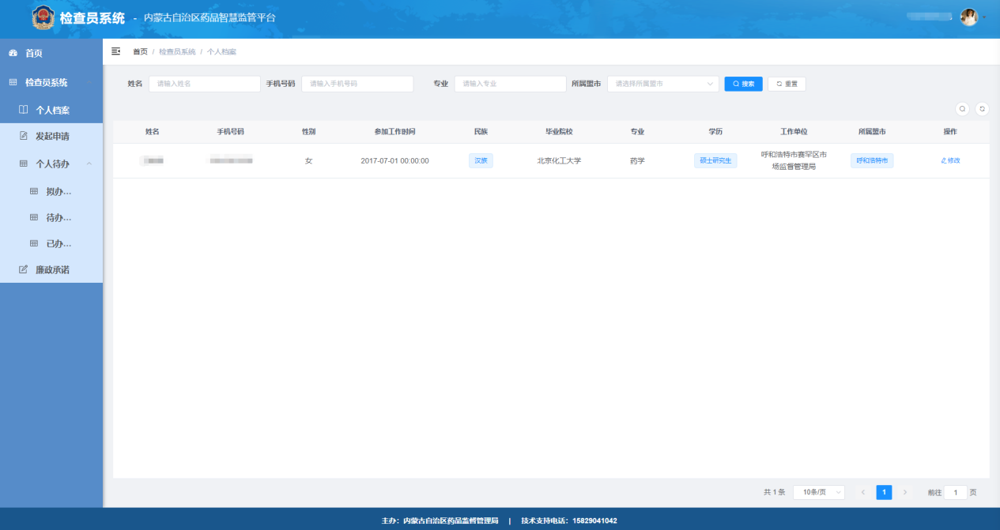 检查员系统 - 内蒙古自治区药品智慧监管平台
首页
检查员系统
个人档案
发起申请
个人待办
拟办...
待办...
已办...
廉政承诺
首页 / 检查员系统 / 个人档案
姓名 请输入姓名 手机号码 请输入手机号码 专业 请输入专业 所属盟市 请选择所属盟市 搜索 重置
姓名 手机号码 性别 参加工作时间 民族 毕业院校 专业 学历 工作单位 所属盟市 操作
女 2017-07-01 00:00:00 汉族 北京化工大学 药学 硕士研究生 呼和浩特市赛罕区市 呼和浩特市 修改
场监督管理局
共 1 条 10条/页 1 前往 1 页
主办：内蒙古自治区药品监督管理局 | 技术支持电话：15829041042